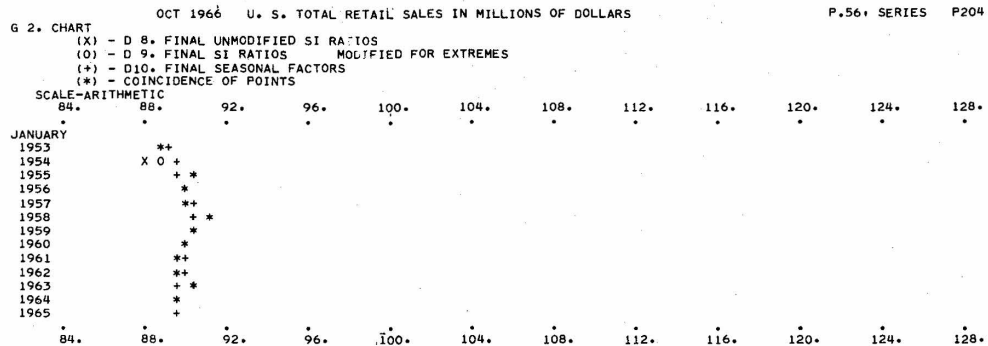 OCT 1966 U. S. TOTAL RETAIL SALES IN MILLIONS OF DOLLARS P.56, SERIES P204
G 2. CHART
(X) - D 8. FINAL UNMODIFIED SI RATIOS
(O) - D 9. FINAL SI RATIOS MODIFIED FOR EXTREMES
(+) - D10. FINAL SEASONAL FACTORS
(*) - COINCIDENCE OF POINTS
SCALE-ARITHMETIC
84. 88. 92. 96. 100. 104. 108. 112. 116. 120. 124. 128.
. . . . . . . . . . . .
JANUARY
1953 *+
1954 X O +
1955 + *
1956 *
1957 *+
1958 + *
1959 *
1960 *
1961 *+
1962 *+
1963 + *
1964 *
1965 +
. . . . . . . . . . . .
84. 88. 92. 96. 100. 104. 108. 112. 116. 120. 124. 128.